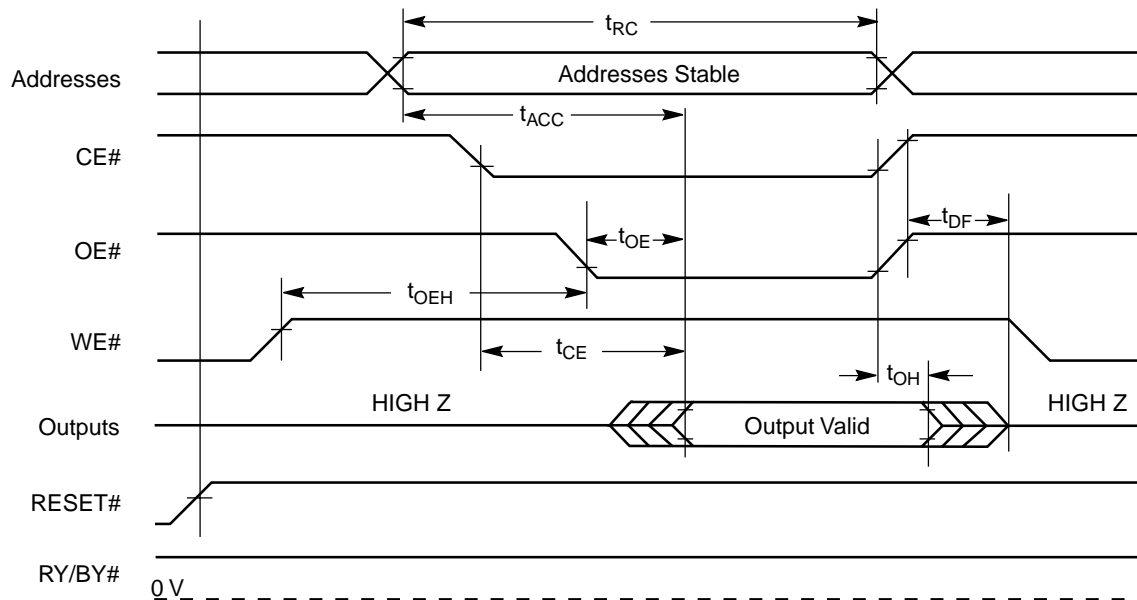 tRC
Addresses
Addresses Stable
tACC
CE#
tDF
tOE
OE#
tOEH
WE#
tCE
tOH
HIGH Z
HIGH Z
Outputs
Output Valid
RESET#
RY/BY#
0 V